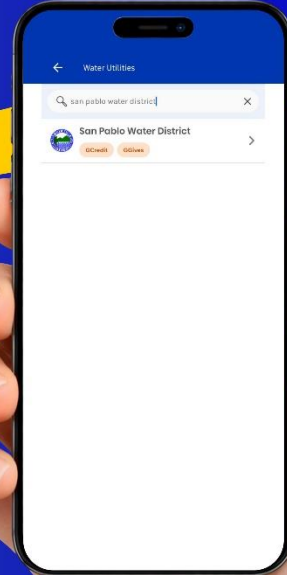 Water Utilities
san pablo water district
San Pablo Water District
GCredit GGives